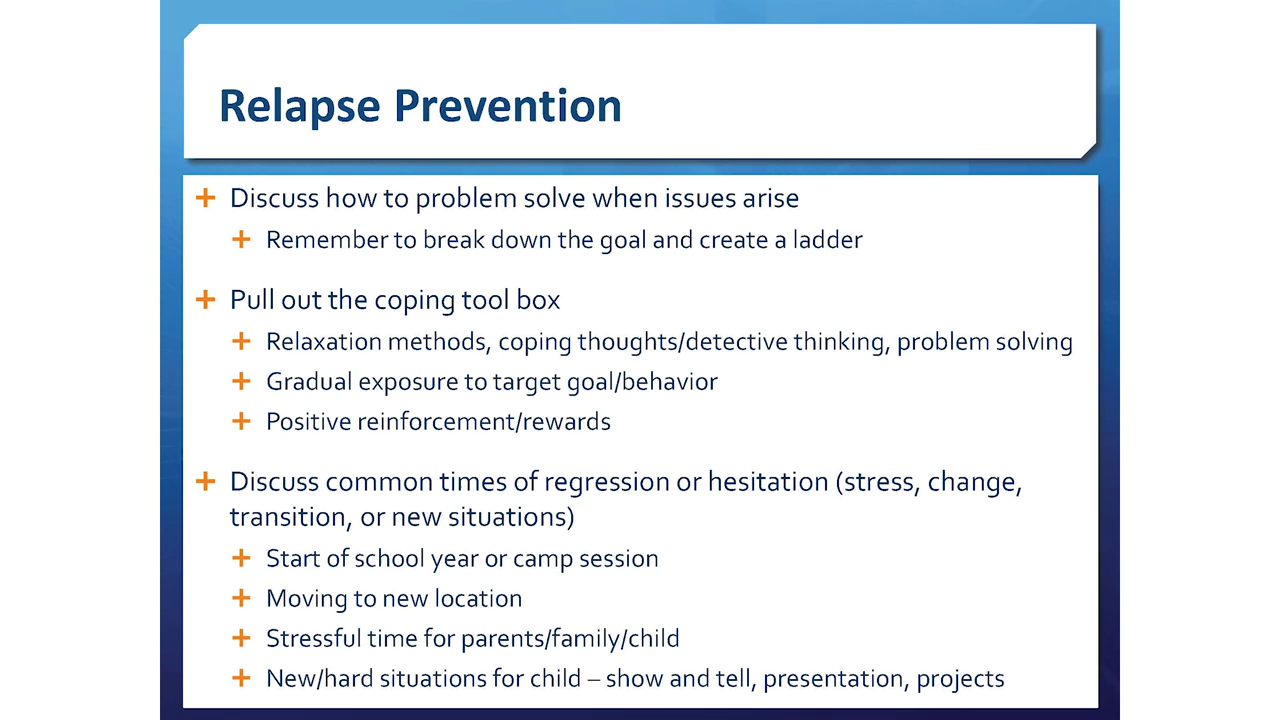 Relapse Prevention
Discuss how to problem solve when issues arise
Remember to break down the goal and create a ladder
Pull out the coping tool box
Relaxation methods, coping thoughts/detective thinking, problem solving
Gradual exposure to target goal/behavior
Positive reinforcement/rewards
Discuss common times of regression or hesitation (stress, change,
transition, or new situations)
Start of school year or camp session
Moving to new location
Stressful time for parents/family/child
New/hard situations for child – show and tell, presentation, projects